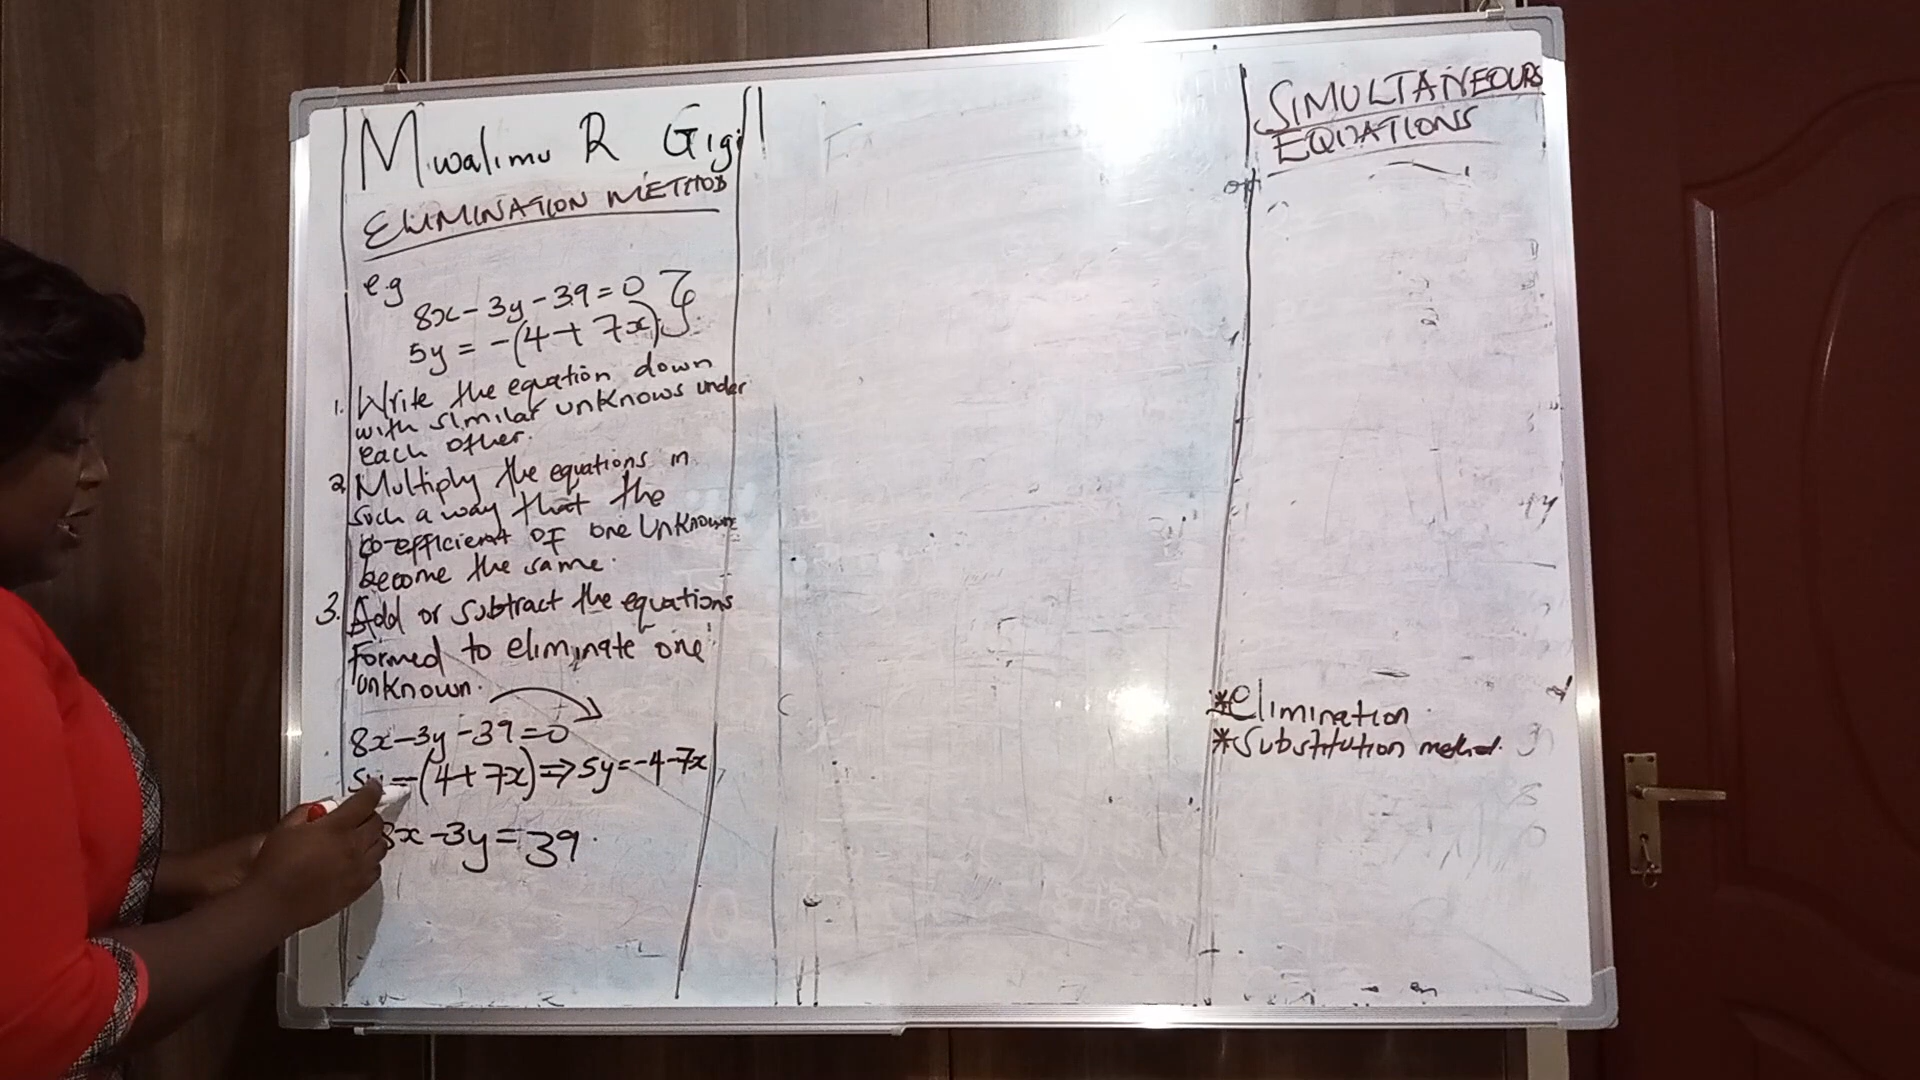 Mwalimu R Gigi
ELIMINATION METHOD
e.g
8x - 3y - 39 = 0
5y = -(4 + 7x)
1. Write the equation down
with similar unknows under
each other.
2. Multiply the equations in
such a way that the
co-efficient of one unknown
become the same.
3. Add or subtract the equations
formed to eliminate one
unknown.
8x - 3y - 39 = 0
5y = -(4 + 7x) ⇒ 5y = -4 - 7x
8x - 3y = 39
SIMULTANEOURS
EQUATIONS
*Elimination
*Substitution method.